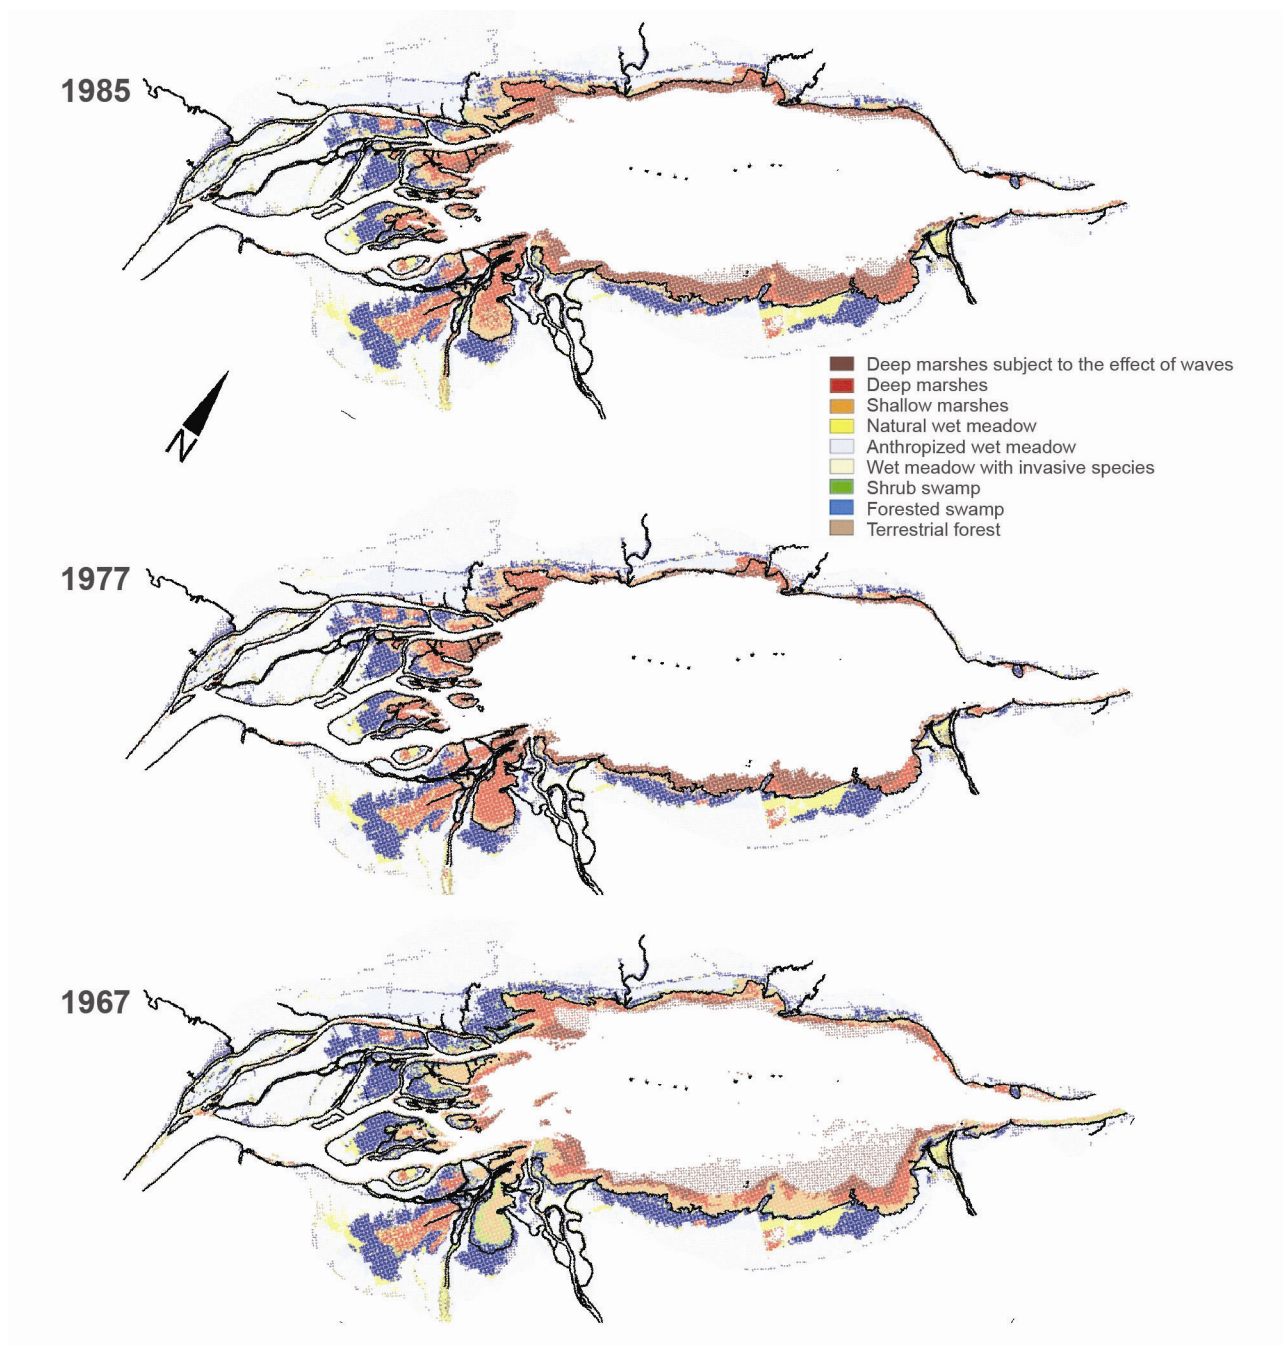 1985
Deep marshes subject to the effect of waves
Deep marshes
Shallow marshes
Natural wet meadow
Anthropized wet meadow
Wet meadow with invasive species
Shrub swamp
Forested swamp
Terrestrial forest
N
1977
1967